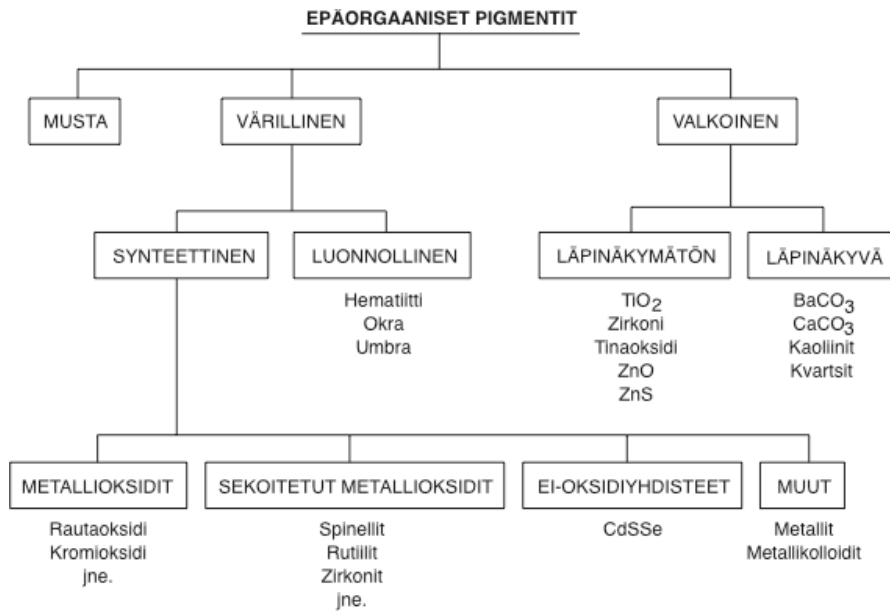 EPÄORGAANISET PIGMENTIT
MUSTA
VÄRILLINEN
VALKOINEN
SYNTEETTINEN
LUONNOLLINEN
LÄPINÄKYMÄTÖN
LÄPINÄKYVÄ
Hematiitti
Okra
Umbra
TiO2
Zirkoni
Tinaoksidi
ZnO
ZnS
BaCO3
CaCO3
Kaoliinit
Kvartsit
METALLIOKSIDIT
SEKOITETUT METALLIOKSIDIT
EI-OKSIDIYHDISTEET
MUUT
Rautaoksidi
Kromioksidi
jne.
Spinellit
Rutiilit
Zirkonit
jne.
CdSSe
Metallit
Metallikolloidit